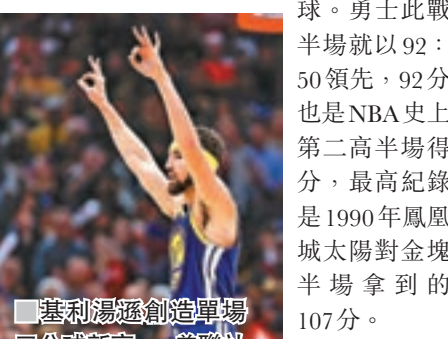 球。勇士此戰
半場就以92：
50領先，92分
也是NBA史上
第二高半場得
分，最高紀錄
是1990年鳳凰
城太陽對金塊
半場拿到的
107分。
■基利湯遜創造單場